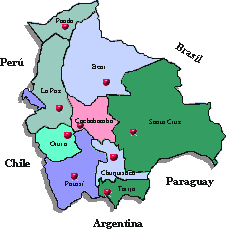 Pando
Brasil
Perú
Beni
La Paz
Cochabamba
Santa Cruz
Oruro
Chile
Chuquisaca
Potosí
Paraguay
Tarija
Argentina